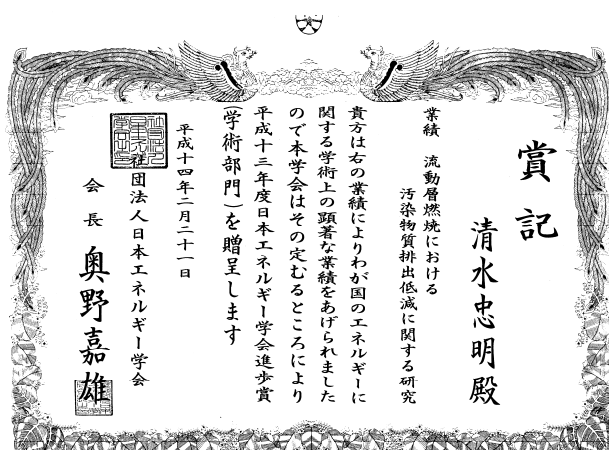 賞記
清水忠明殿
業績 流動層燃焼における
汚染物質排出低減に関する研究
貴方は右の業績によりわが国のエネルギーに
関する学術上の顕著な業績をあげられました
ので本学会はその定むるところにより
平成十三年度日本エネルギー学会進歩賞
(学術部門)を贈呈します
平成十四年二月二十一日
社団法人日本エネルギー学会
会長 奥野嘉雄